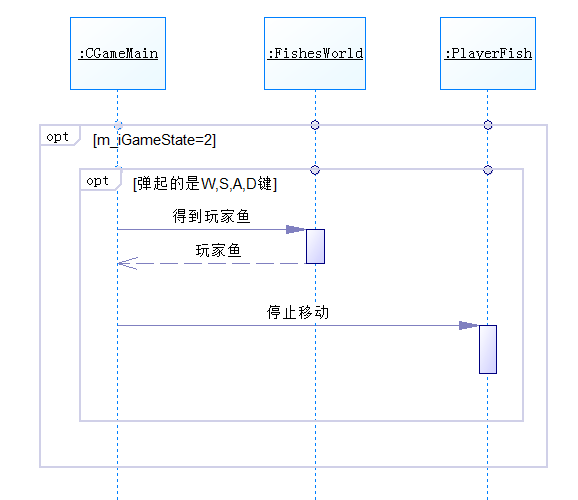 :CGameMain
:FishesWorld
:PlayerFish
opt
[m_iGameState=2]
opt
[弹起的是W,S,A,D键]
得到玩家鱼
玩家鱼
停止移动